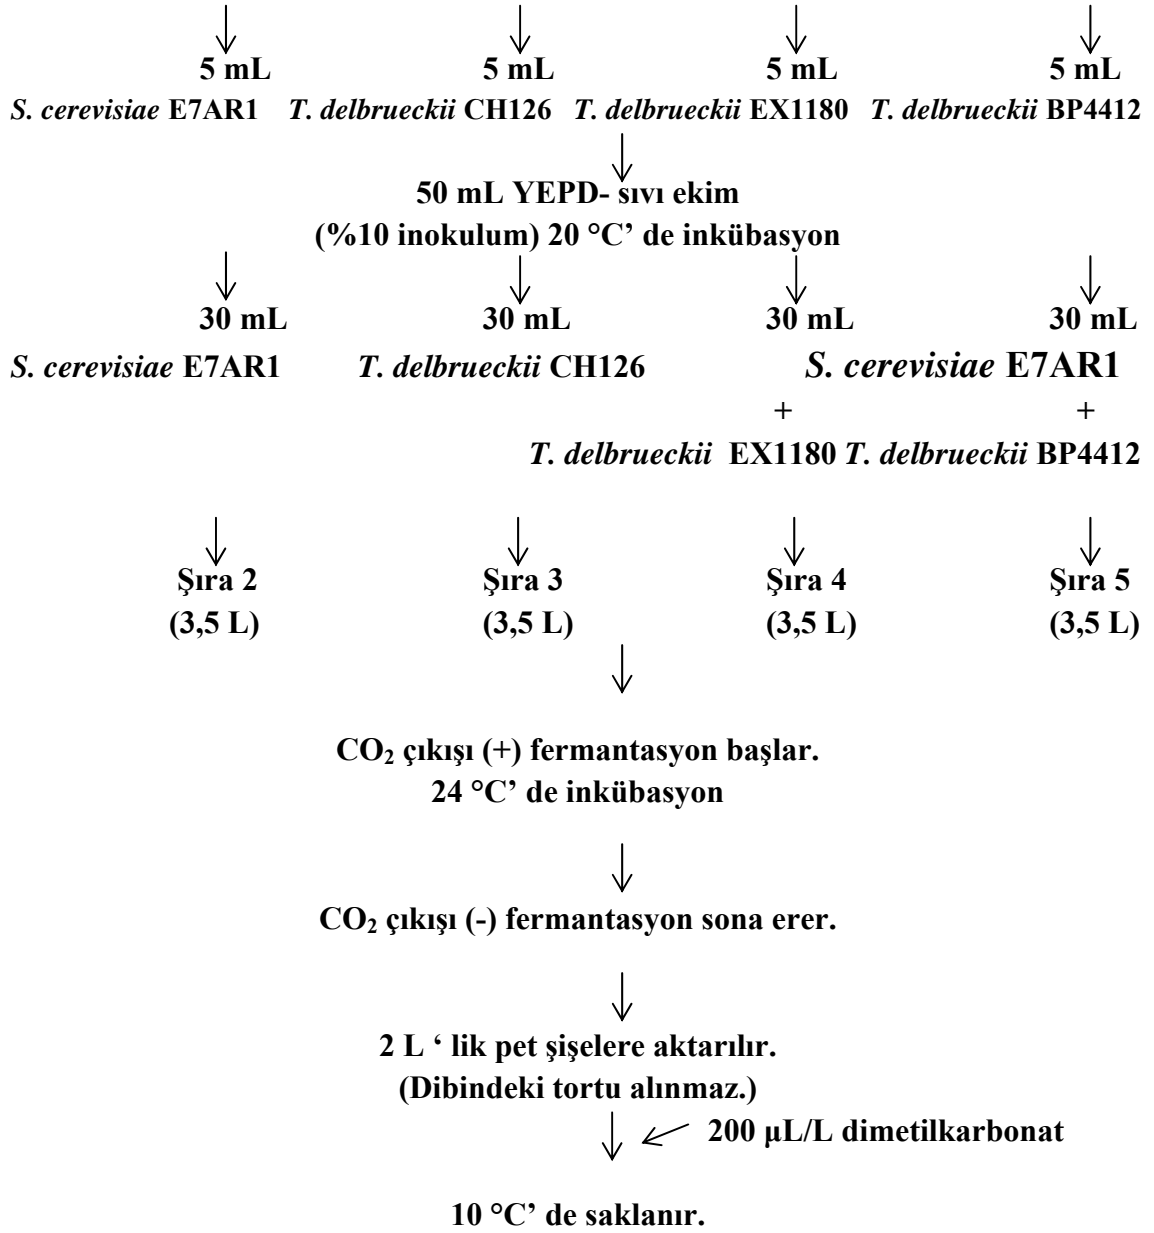 5 mL 5 mL 5 mL 5 mL
S. cerevisiae E7AR1 T. delbrueckii CH126 T. delbrueckii EX1180 T. delbrueckii BP4412
50 mL YEPD- sıvı ekim
(%10 inokulum) 20 °C’ de inkübasyon
30 mL 30 mL 30 mL 30 mL
S. cerevisiae E7AR1 T. delbrueckii CH126 S. cerevisiae E7AR1
+ +
T. delbrueckii EX1180 T. delbrueckii BP4412
Şıra 2 Şıra 3 Şıra 4 Şıra 5
(3,5 L) (3,5 L) (3,5 L) (3,5 L)
CO₂ çıkışı (+) fermantasyon başlar.
24 °C’ de inkübasyon
CO₂ çıkışı (-) fermantasyon sona erer.
2 L ‘ lik pet şişelere aktarılır.
(Dibindeki tortu alınmaz.)
200 µL/L dimetilkarbonat
10 °C’ de saklanır.